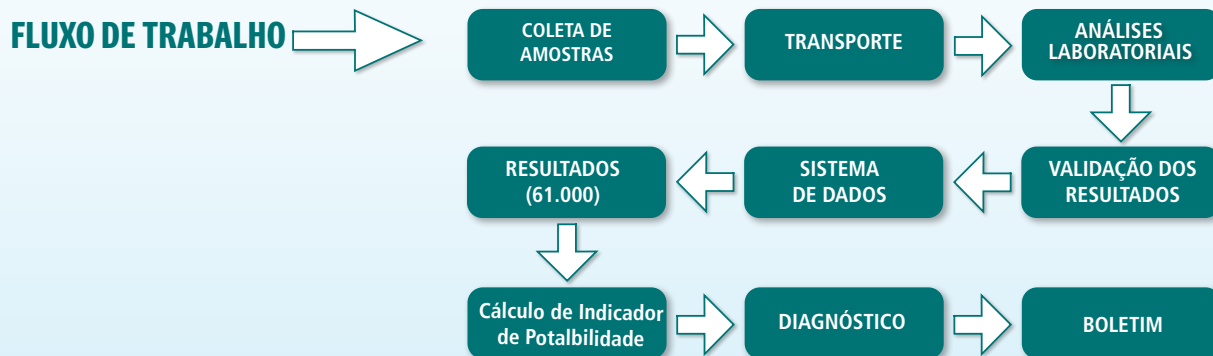 FLUXO DE TRABALHO
COLETA DE
AMOSTRAS
TRANSPORTE
ANÁLISES
LABORATORIAIS
VALIDAÇÃO DOS
RESULTADOS
SISTEMA
DE DADOS
RESULTADOS
(61.000)
Cálculo de Indicador
de Potalbilidade
DIAGNÓSTICO
BOLETIM